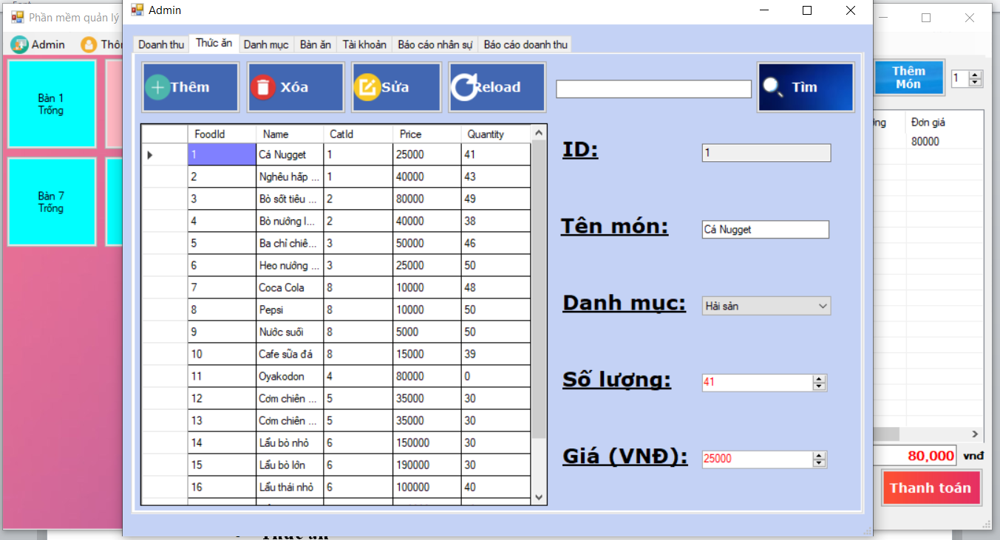 Phần mềm quản lý
Admin
Admin
Thôn
Bàn 1
Trống
Bàn 7
Trống
Doanh thu Thức ăn Danh mục Bàn ăn Tài khoản Báo cáo nhân sự Báo cáo doanh thu
Thêm Xóa Sửa Reload Tìm
FoodId Name CatId Price Quantity
1 Cá Nugget 1 25000 41
2 Nghêu hấp ... 1 40000 43
3 Bò sốt tiêu ... 2 80000 49
4 Bò nướng l... 2 40000 38
5 Ba chỉ chiê... 3 50000 46
6 Heo nướng ... 3 25000 50
7 Coca Cola 8 10000 48
8 Pepsi 8 10000 50
9 Nước suối 8 5000 50
10 Cafe sữa đá 8 15000 39
11 Oyakodon 4 80000 0
12 Cơm chiên ... 5 35000 30
13 Cơm chiên ... 5 35000 30
14 Lẩu bò nhỏ 6 150000 30
15 Lẩu bò lớn 6 190000 30
16 Lẩu thái nhỏ 6 100000 40
ID: 1
Tên món: Cá Nugget
Danh mục: Hải sản
Số lượng: 41
Giá (VNĐ): 25000
Thêm
Món
1
ng Đơn giá
80000
80,000 vnđ
Thanh toán
Thức ăn